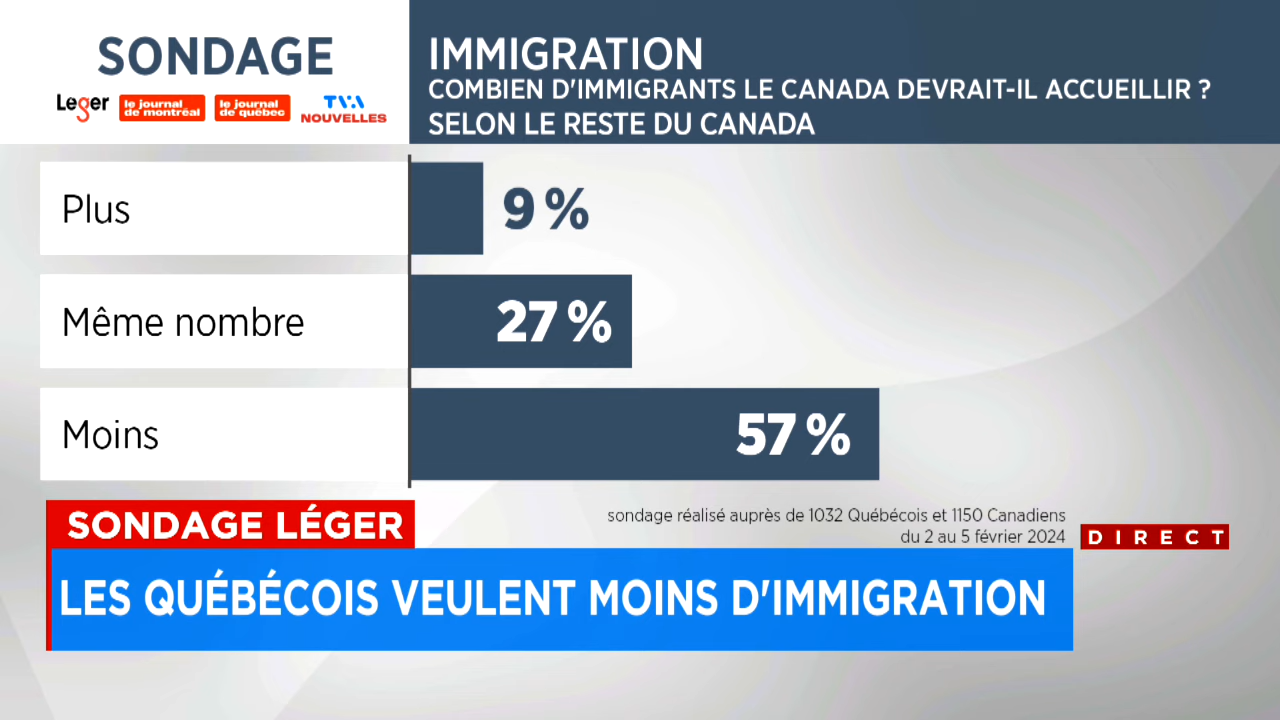 SONDAGE
Leger
le journal
de montréal
le journal
de québec
TVA
NOUVELLES
IMMIGRATION
COMBIEN D'IMMIGRANTS LE CANADA DEVRAIT-IL ACCUEILLIR ?
SELON LE RESTE DU CANADA
Plus
9 %
Même nombre
27 %
Moins
57 %
SONDAGE LÉGER
sondage réalisé auprès de 1032 Québécois et 1150 Canadiens
du 2 au 5 février 2024
DIRECT
LES QUÉBÉCOIS VEULENT MOINS D'IMMIGRATION